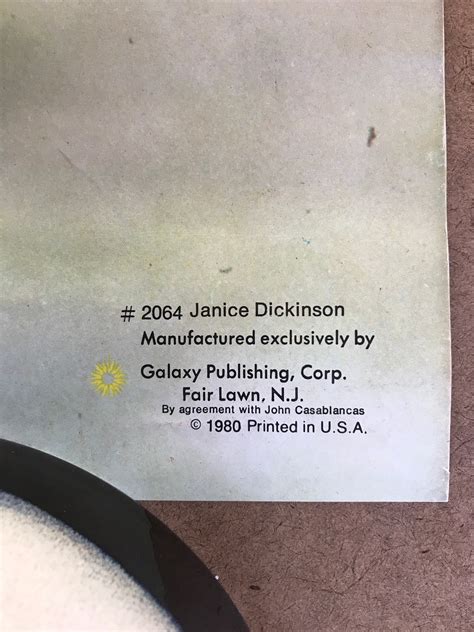 # 2064 Janice Dickinson
Manufactured exclusively by
Galaxy Publishing, Corp.
Fair Lawn, N.J.
By agreement with John Casablancas
© 1980 Printed in U.S.A.